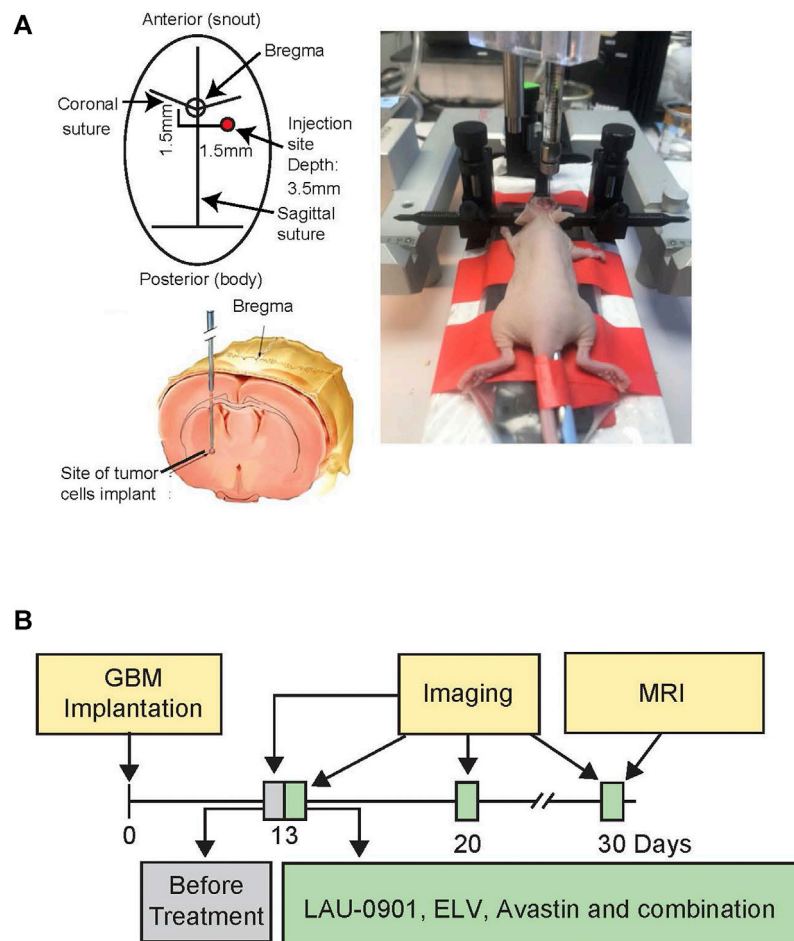 A
Anterior (snout)
Bregma
Coronal
suture
1.5mm
1.5mm
Injection
site
Depth:
3.5mm
Sagittal
suture
Posterior (body)
Bregma
Site of tumor
cells implant
:
B
GBM
Implantation
Imaging
MRI
0
13
20
30 Days
Before
Treatment
LAU-0901, ELV, Avastin and combination